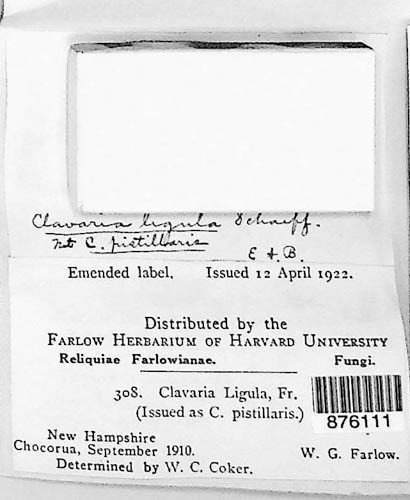 Clavaria ligula Schaeff.
not C. pistillaris
E & B.
Emended label. Issued 12 April 1922.
Distributed by the
FARLOW HERBARIUM OF HARVARD UNIVERSITY
Reliquiae Farlowianae. Fungi.
308. Clavaria Ligula, Fr.
(Issued as C. pistillaris.)
876111
New Hampshire
Chocorua, September 1910. W. G. Farlow.
Determined by W. C. Coker.